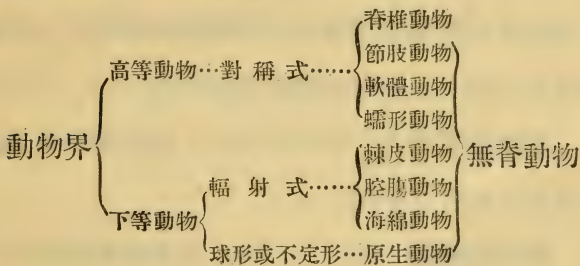 脊椎動物
節肢動物
高等動物…對稱式……
軟體動物
蠕形動物
動物界
無脊動物
棘皮動物
輻射式……
腔腹動物
下等動物
海綿動物
球形或不定形…原生動物